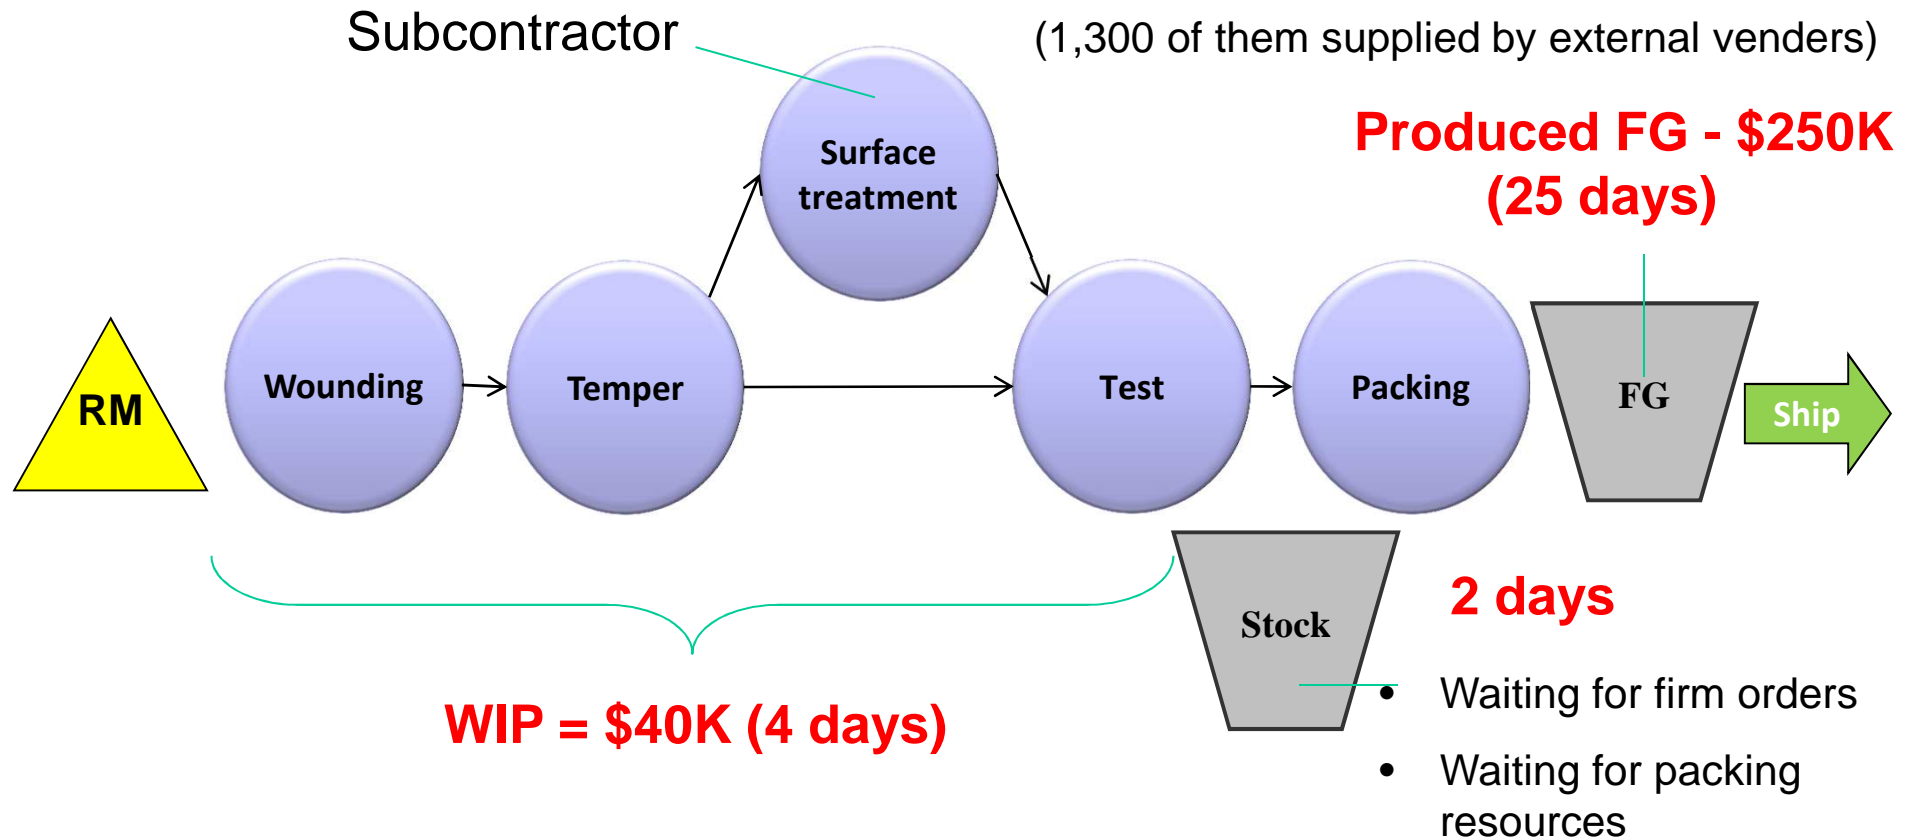 Subcontractor
(1,300 of them supplied by external venders)
Produced FG - $250K
(25 days)
Surface
treatment
RM
Wounding
Temper
Test
Packing
FG
Ship
Stock
2 days
WIP = $40K (4 days)
• Waiting for firm orders
• Waiting for packing
resources